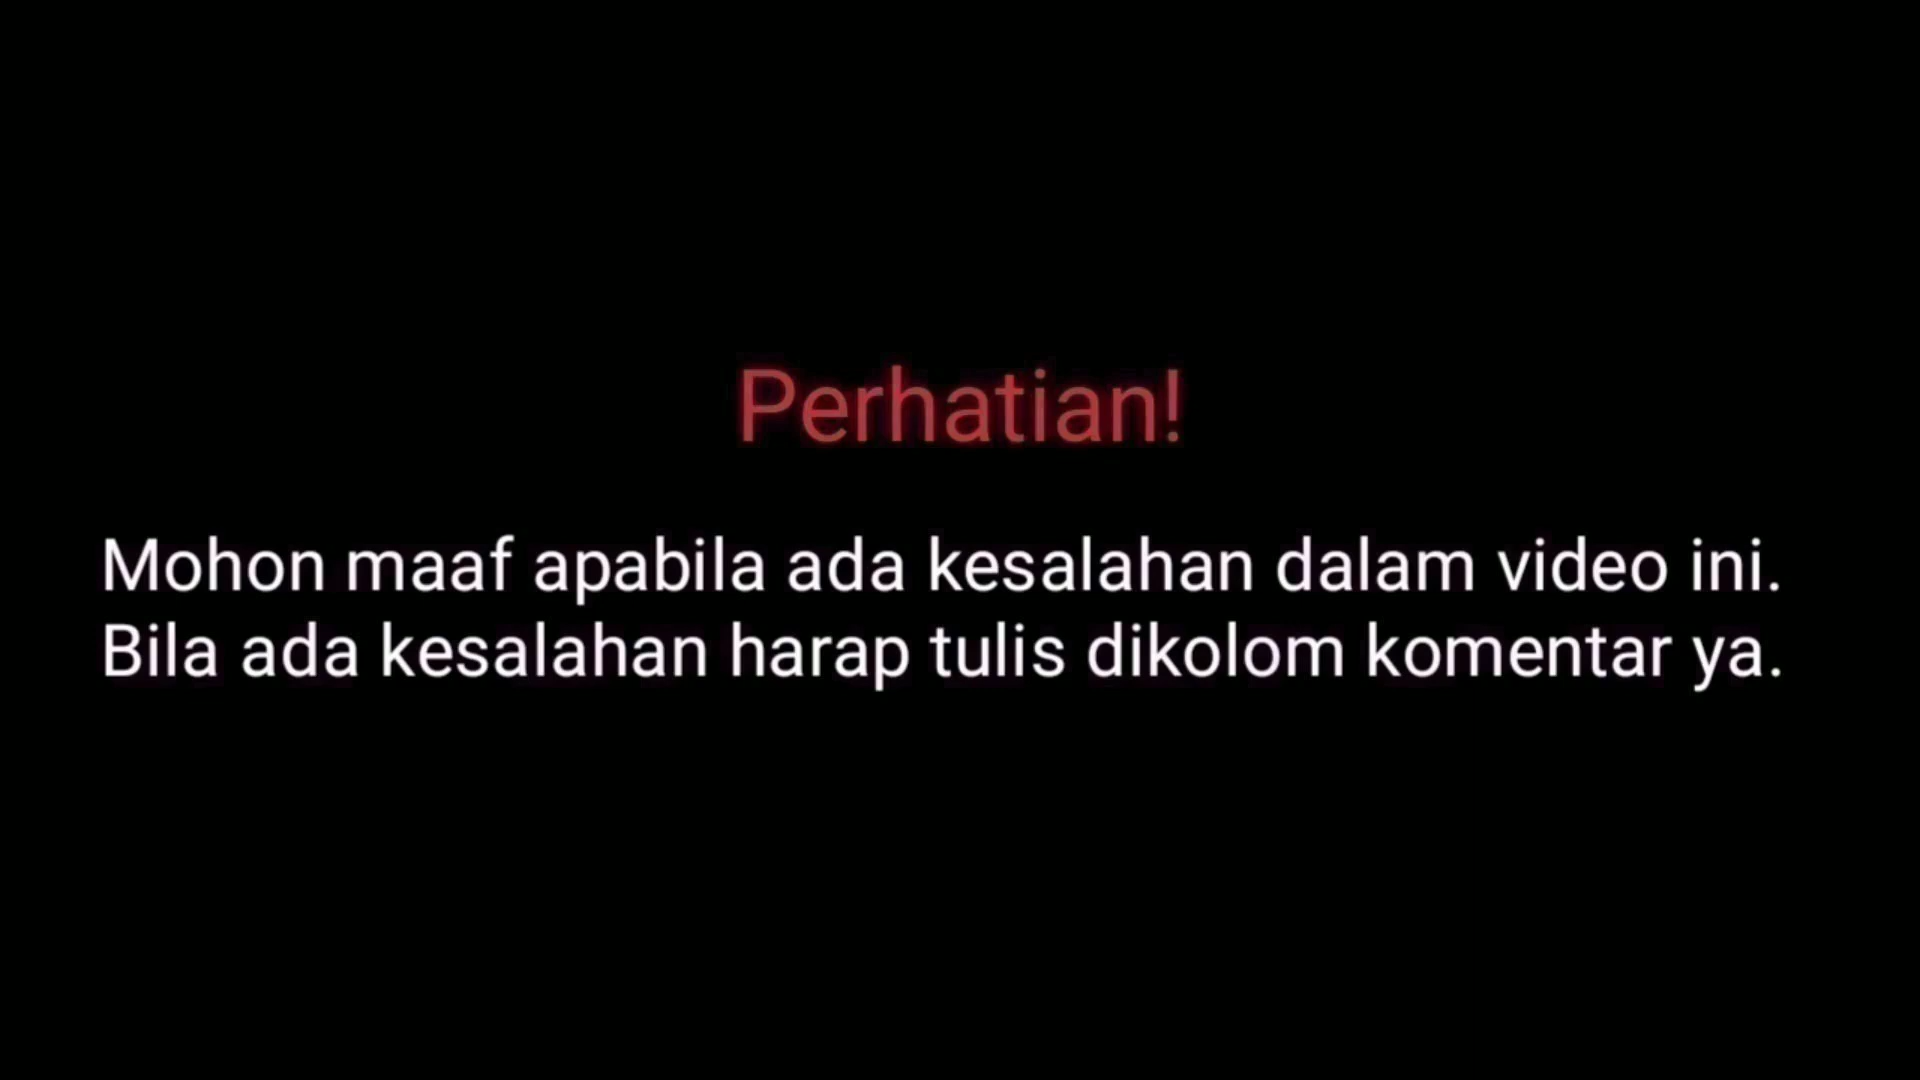 Perhatian!
Mohon maaf apabila ada kesalahan dalam video ini.
Bila ada kesalahan harap tulis dikolom komentar ya.